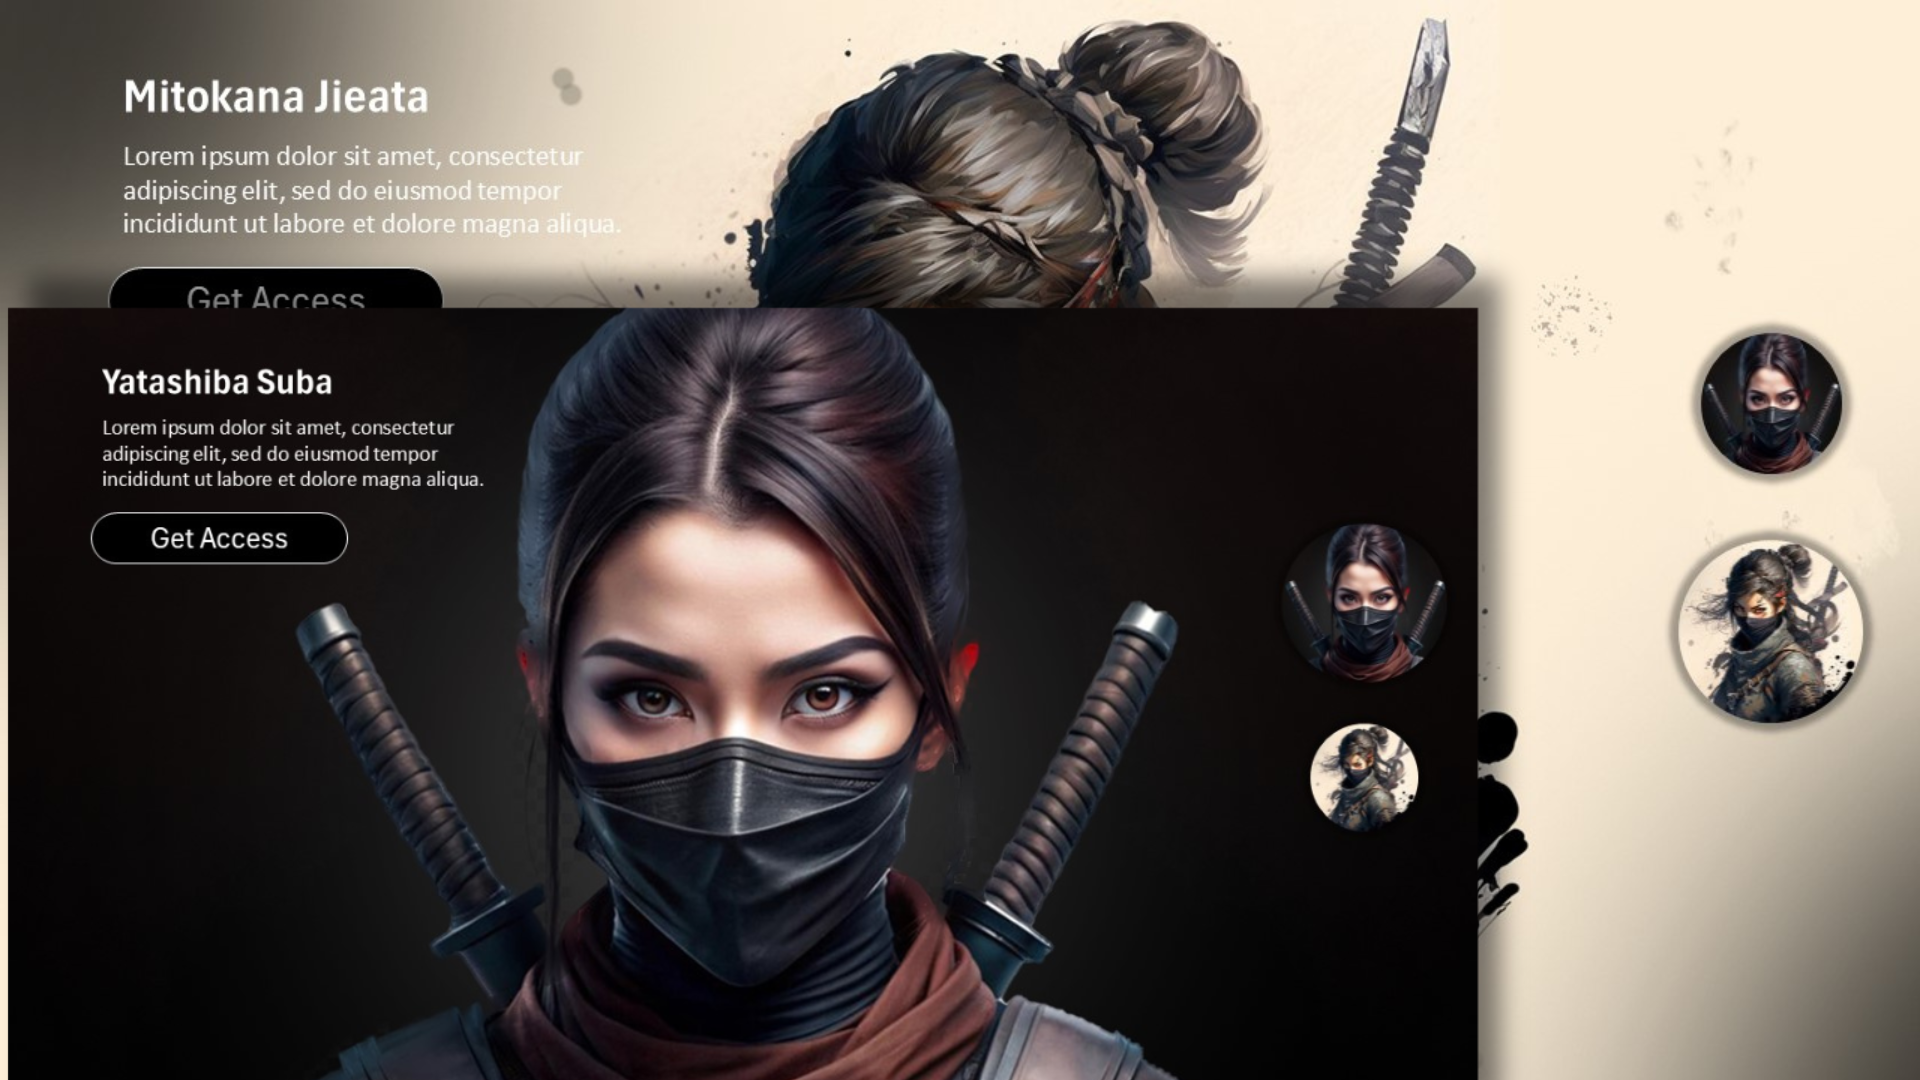 Mitokana Jieata
Lorem ipsum dolor sit amet, consectetur
adipiscing elit, sed do eiusmod tempor
incididunt ut labore et dolore magna aliqua.
Get Access
Yatashiba Suba
Lorem ipsum dolor sit amet, consectetur
adipiscing elit, sed do eiusmod tempor
incididunt ut labore et dolore magna aliqua.
Get Access